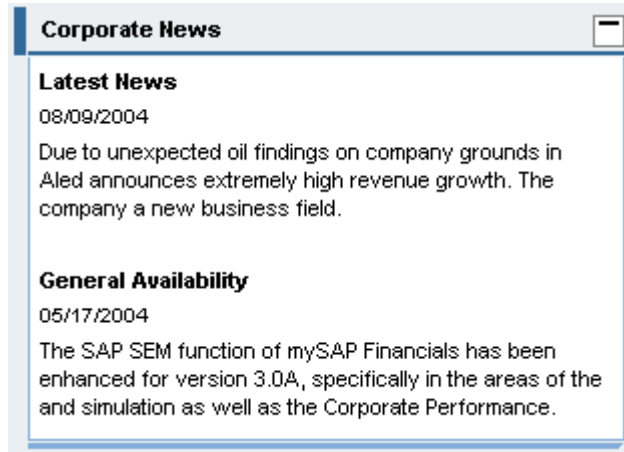 Corporate News
Latest News
08/09/2004
Due to unexpected oil findings on company grounds in
Aled announces extremely high revenue growth. The
company a new business field.
General Availability
05/17/2004
The SAP SEM function of mySAP Financials has been
enhanced for version 3.0A, specifically in the areas of the
and simulation as well as the Corporate Performance.